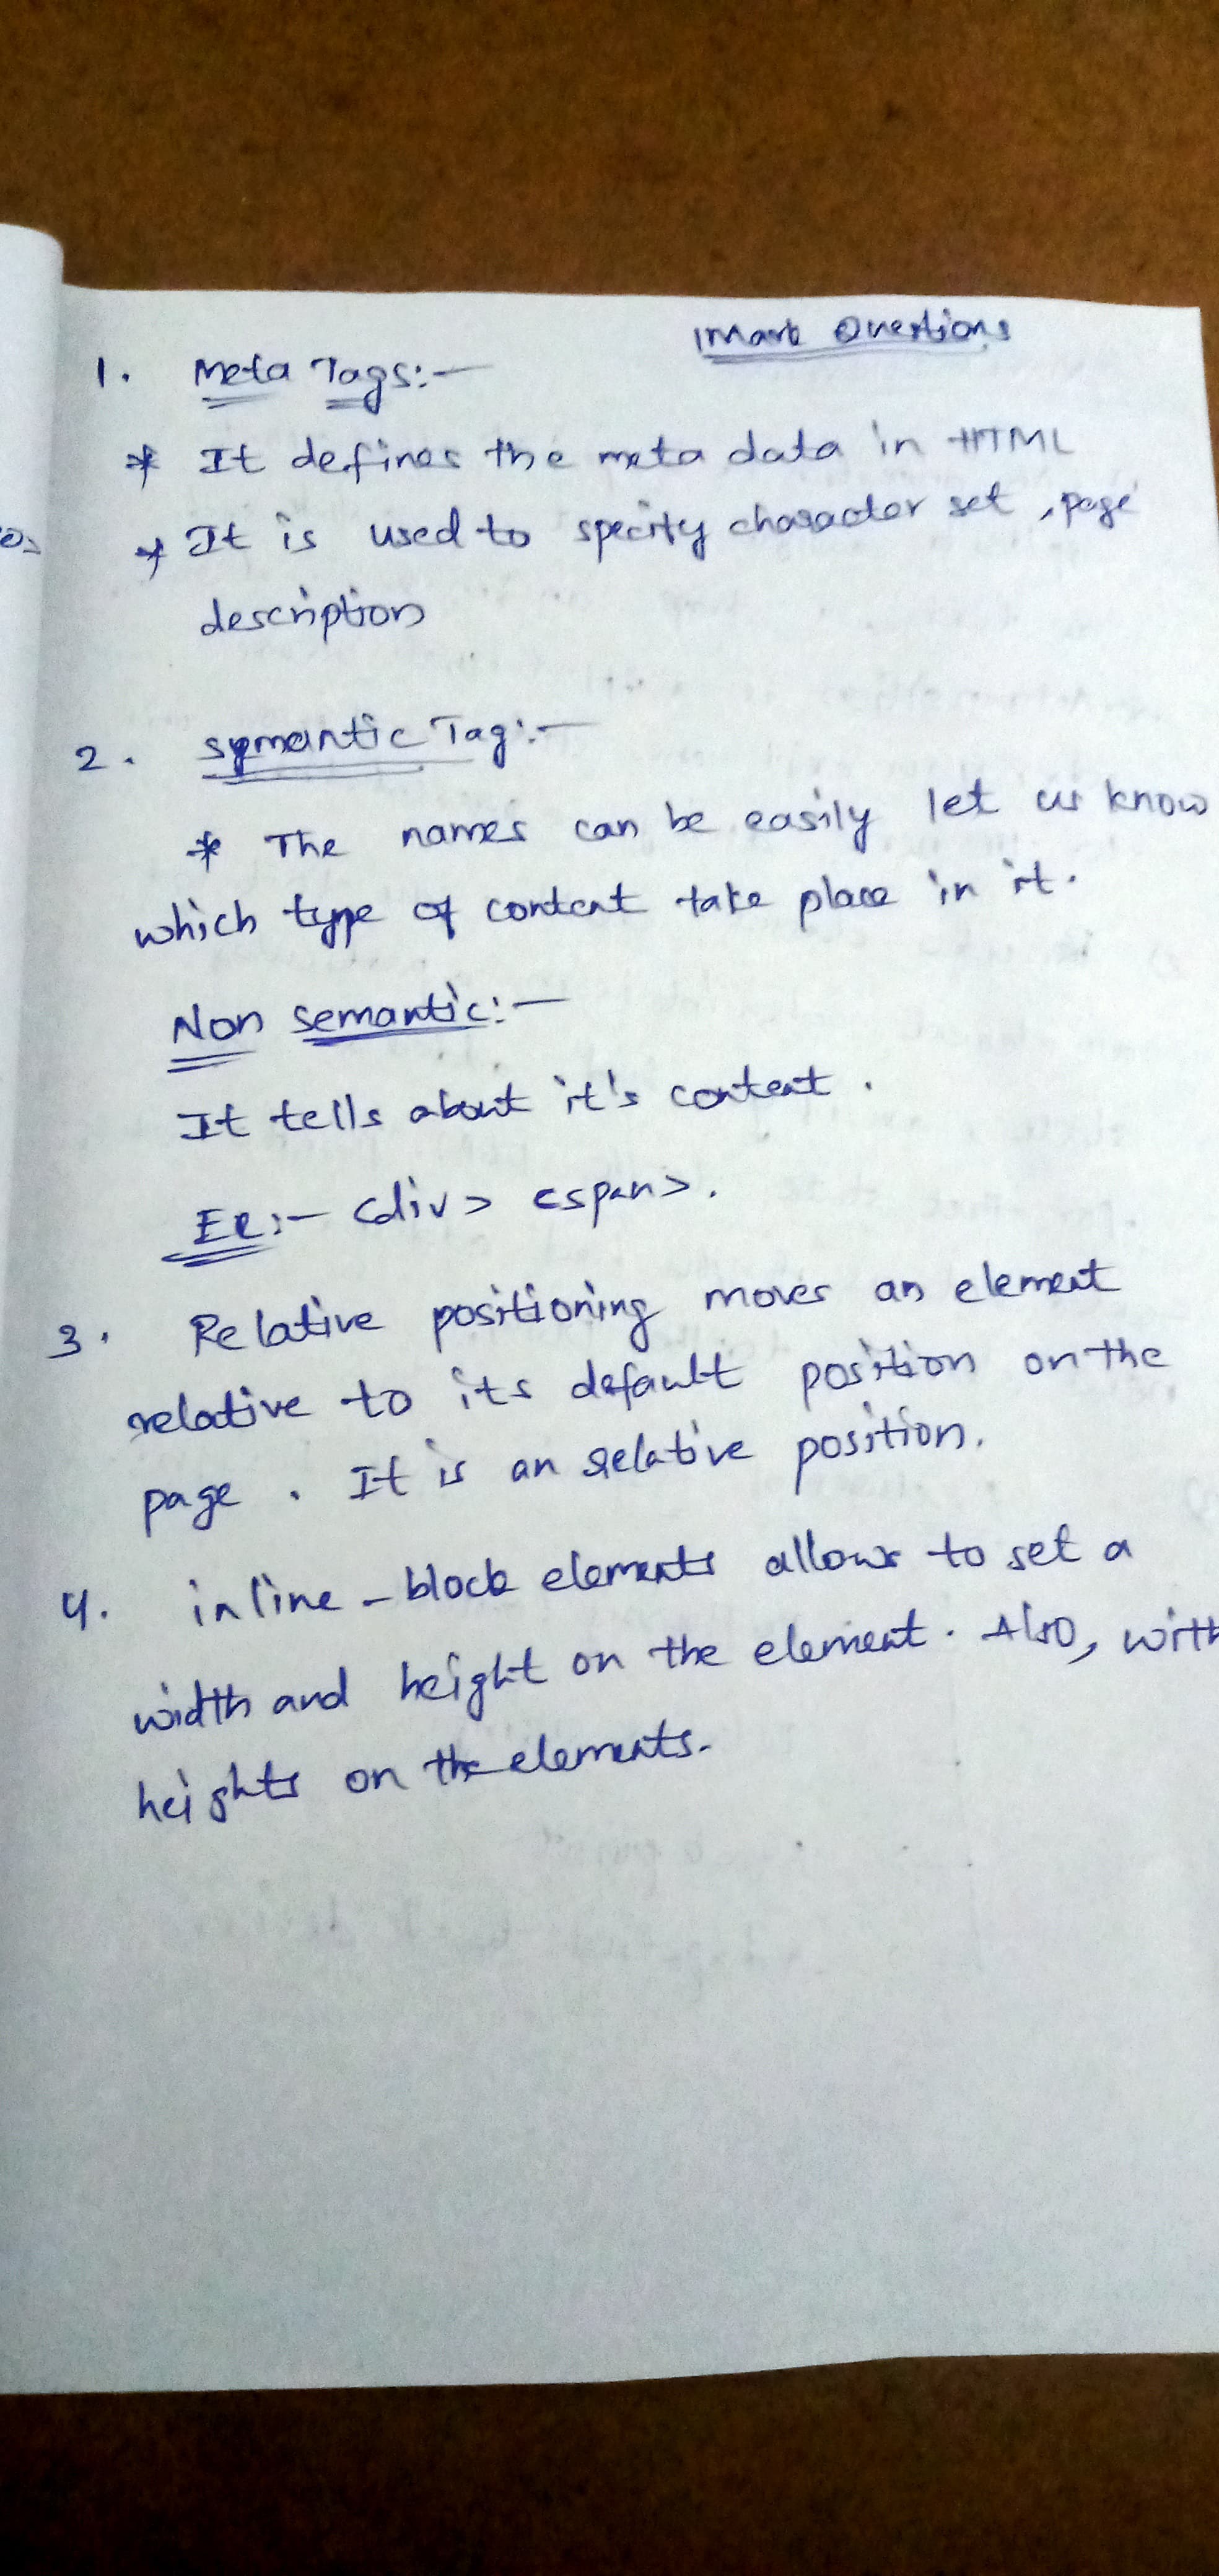 1Mark Questions
1. Meta Tags:-
* It defines the meta data in HTML
* It is used to specify character set, page
description
2. symantic Tag:-
* The names can be easily let us know
which type of content take place in it.
Non semantic:-
It tells about it's content.
Ex:- <div> <span>.
3. Relative positioning moves an element
relative to its default position on the
page. It is an relative position.
4. inline-block elements allows to set a
width and height on the element. Also, with
heights on the elements.